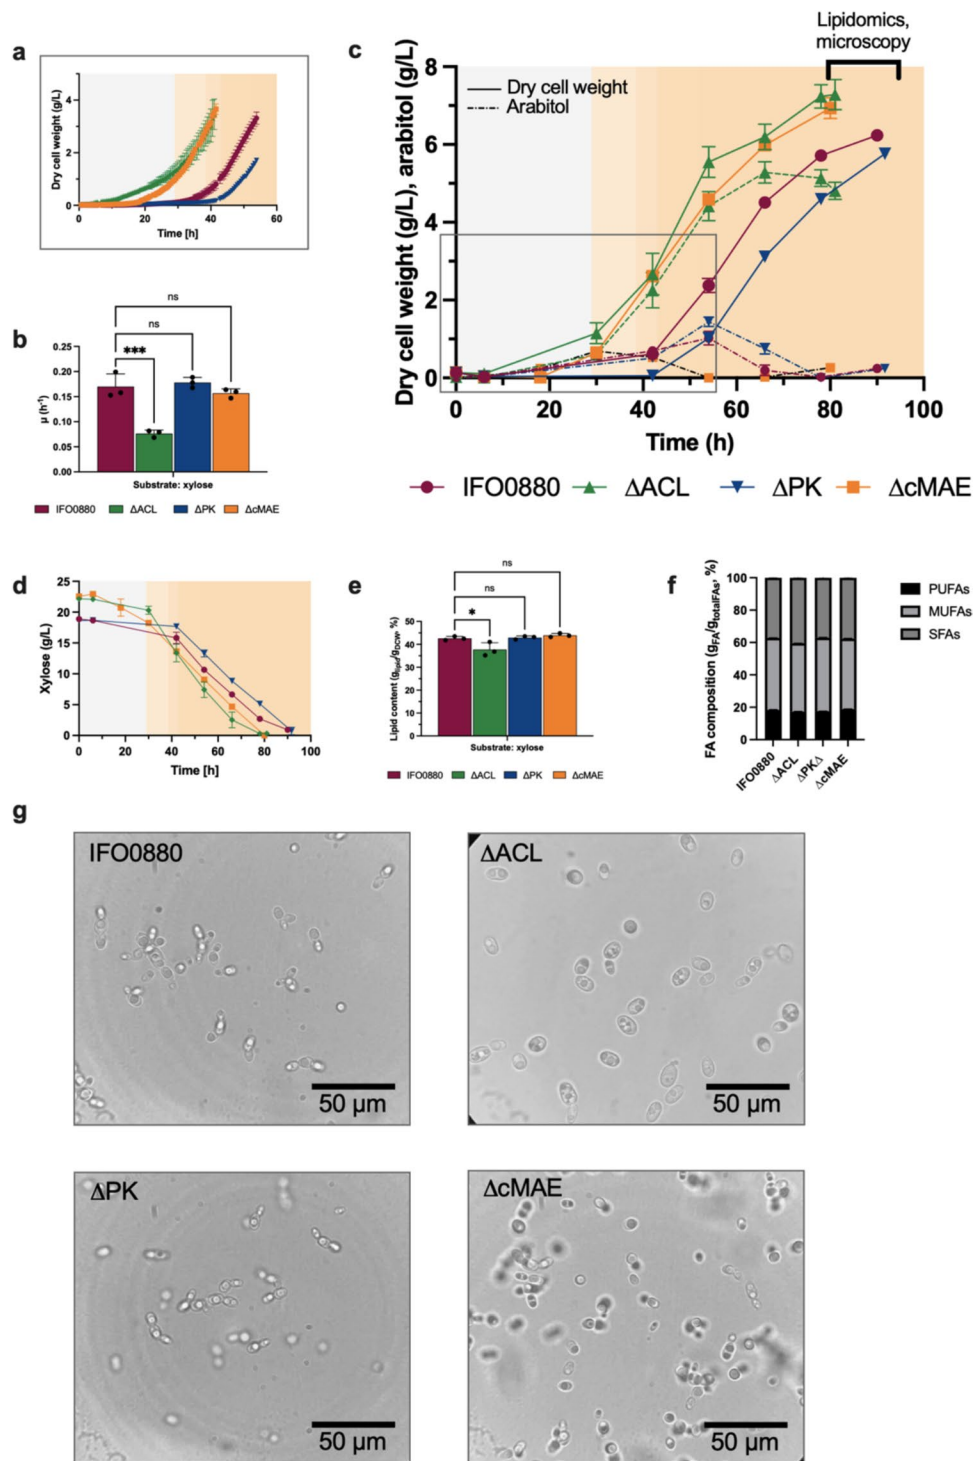 a
Dry cell weight (g/L)
4
2
0
0
20
40
60
Time [h]
b
ns
ns
***
0.25
0.20
0.15
0.10
0.05
0.00
μ (h⁻¹)
Substrate: xylose
IFO0880
ΔACL
ΔPK
ΔcMAE
c
Lipidomics,
microscopy
Dry cell weight
Arabitol
Dry cell weight (g/L), arabitol (g/L)
8
6
4
2
0
0
20
40
60
80
100
Time (h)
IFO0880
ΔACL
ΔPK
ΔcMAE
d
Xylose (g/L)
25
20
15
10
5
0
0
20
40
60
80
100
Time [h]
e
ns
ns
*
Lipid content (glipid/gDCW, %)
50
40
30
20
10
0
Substrate: xylose
IFO0880
ΔACL
ΔPK
ΔcMAE
f
FA composition (gFA/gtotalFAs, %)
100
80
60
40
20
0
IFO0880
ΔACL
ΔPKΔ
ΔcMAE
PUFAs
MUFAs
SFAs
g
IFO0880
50 μm
ΔACL
50 μm
ΔPK
50 μm
ΔcMAE
50 μm